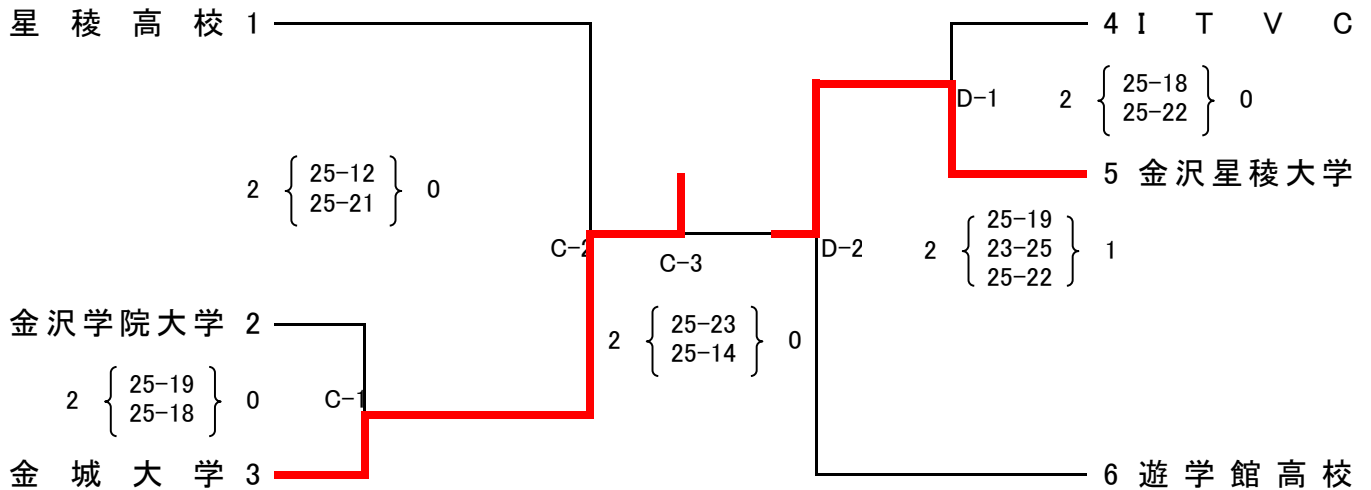 星稜高校 1
4 ITVC
D-1
2 25-18 0
25-22
2 25-12 0
25-21
5 金沢星稜大学
C-2
C-3
D-2
2 25-19 1
23-25
25-22
金沢学院大学 2
2 25-23 0
25-14
C-1
2 25-19 0
25-18
金城大学 3
6 遊学館高校